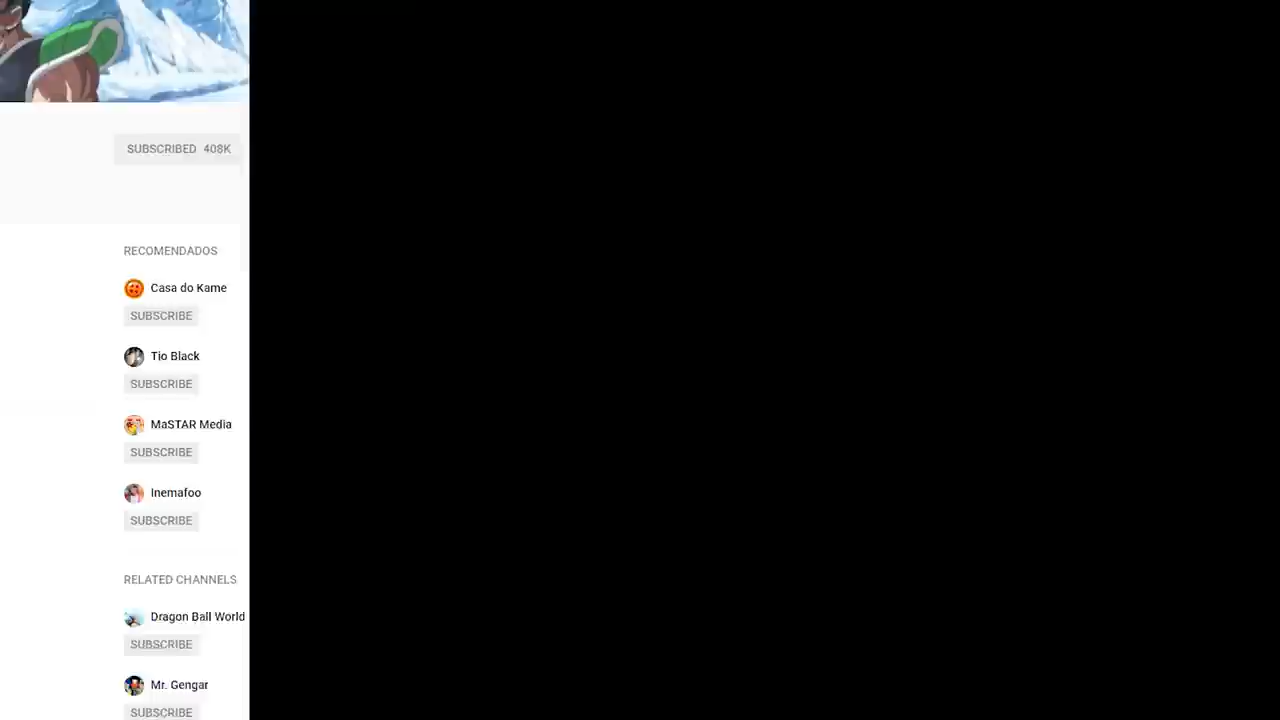 SUBSCRIBED 408K
RECOMENDADOS
Casa do Kame
SUBSCRIBE
Tio Black
SUBSCRIBE
MaSTAR Media
SUBSCRIBE
Inemafoo
SUBSCRIBE
RELATED CHANNELS
Dragon Ball World
SUBSCRIBE
Mr. Gengar
SUBSCRIBE